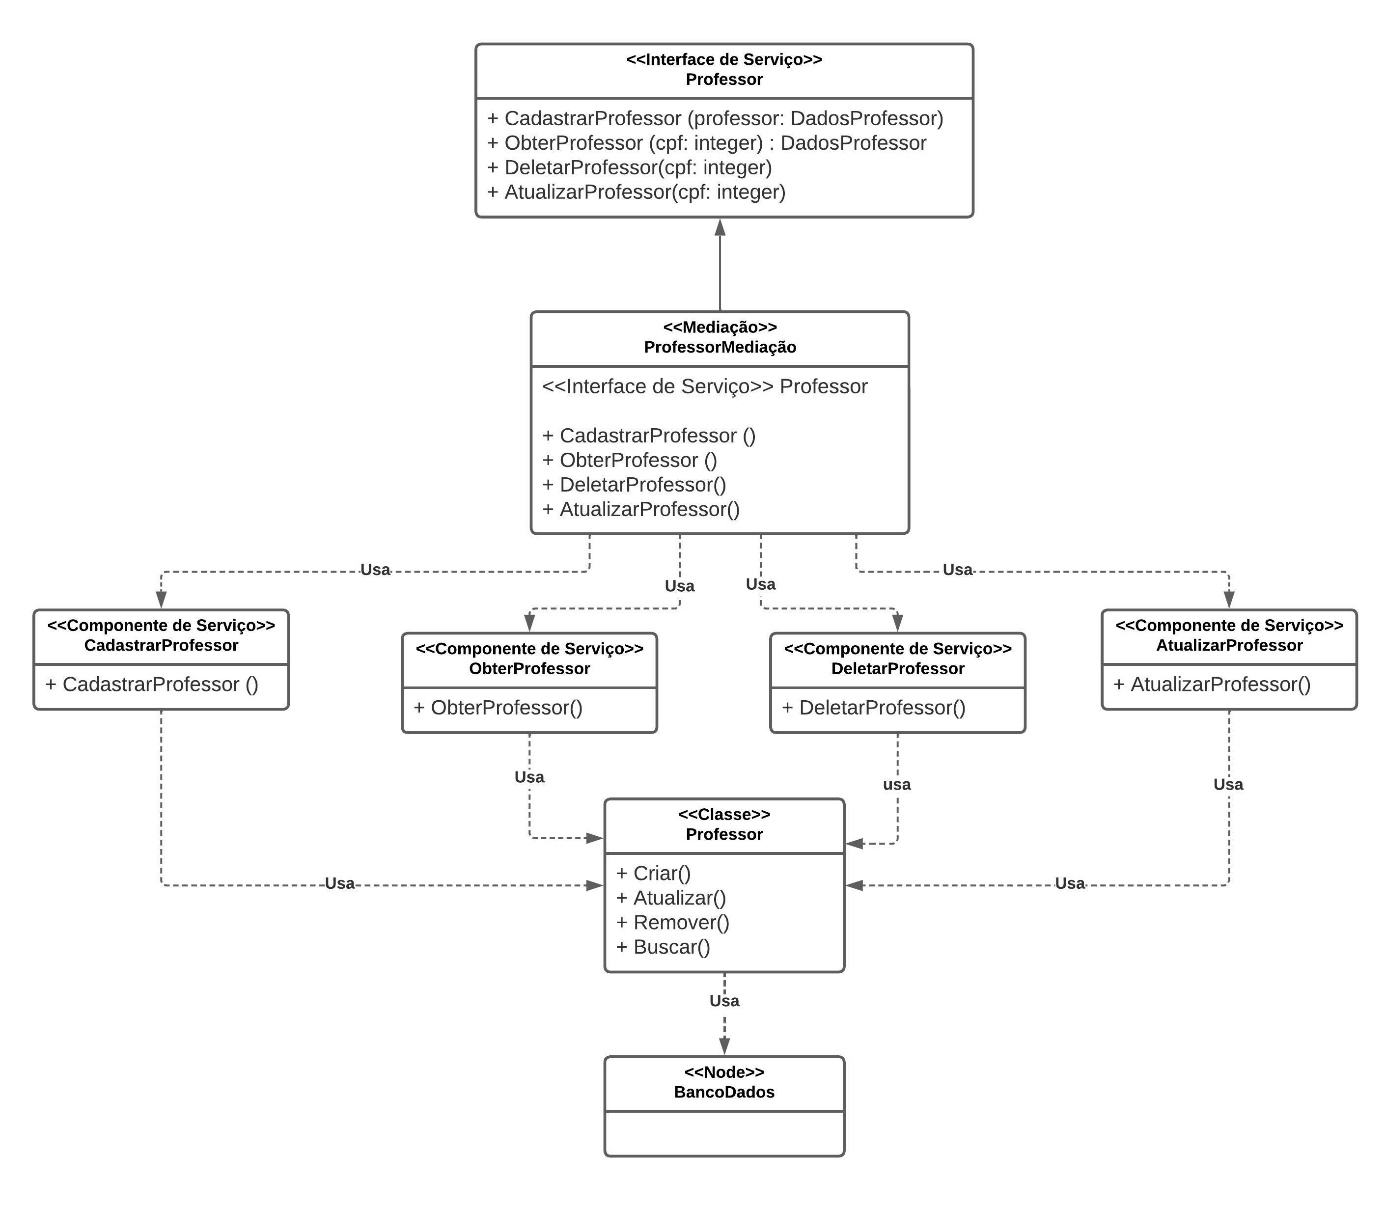 <<Interface de Serviço>>
Professor
+ CadastrarProfessor (professor: DadosProfessor)
+ ObterProfessor (cpf: integer) : DadosProfessor
+ DeletarProfessor(cpf: integer)
+ AtualizarProfessor(cpf: integer)
<<Mediação>>
ProfessorMediação
<<Interface de Serviço>> Professor
+ CadastrarProfessor ()
+ ObterProfessor ()
+ DeletarProfessor()
+ AtualizarProfessor()
Usa
Usa
Usa
Usa
<<Componente de Serviço>>
CadastrarProfessor
+ CadastrarProfessor ()
<<Componente de Serviço>>
ObterProfessor
+ ObterProfessor()
<<Componente de Serviço>>
DeletarProfessor
+ DeletarProfessor()
<<Componente de Serviço>>
AtualizarProfessor
+ AtualizarProfessor()
Usa
usa
Usa
<<Classe>>
Professor
+ Criar()
+ Atualizar()
+ Remover()
+ Buscar()
Usa
Usa
Usa
<<Node>>
BancoDados